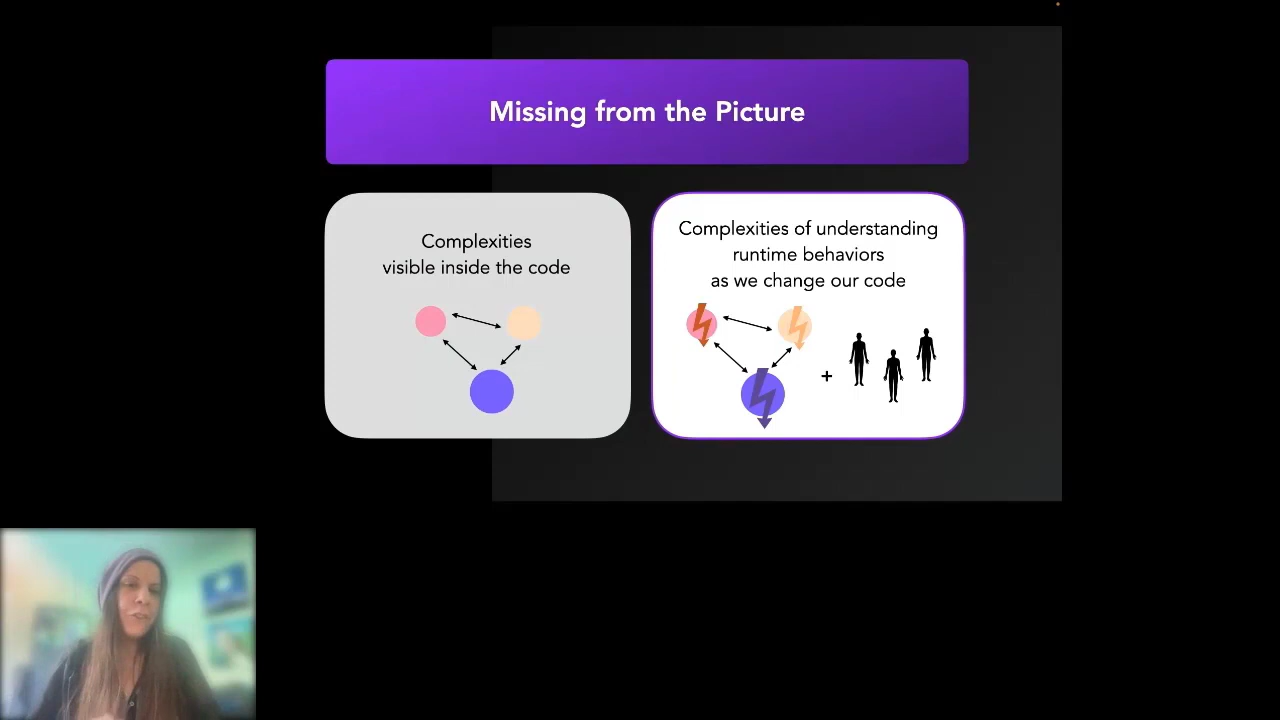 Missing from the Picture
Complexities
visible inside the code
Complexities of understanding
runtime behaviors
as we change our code
+